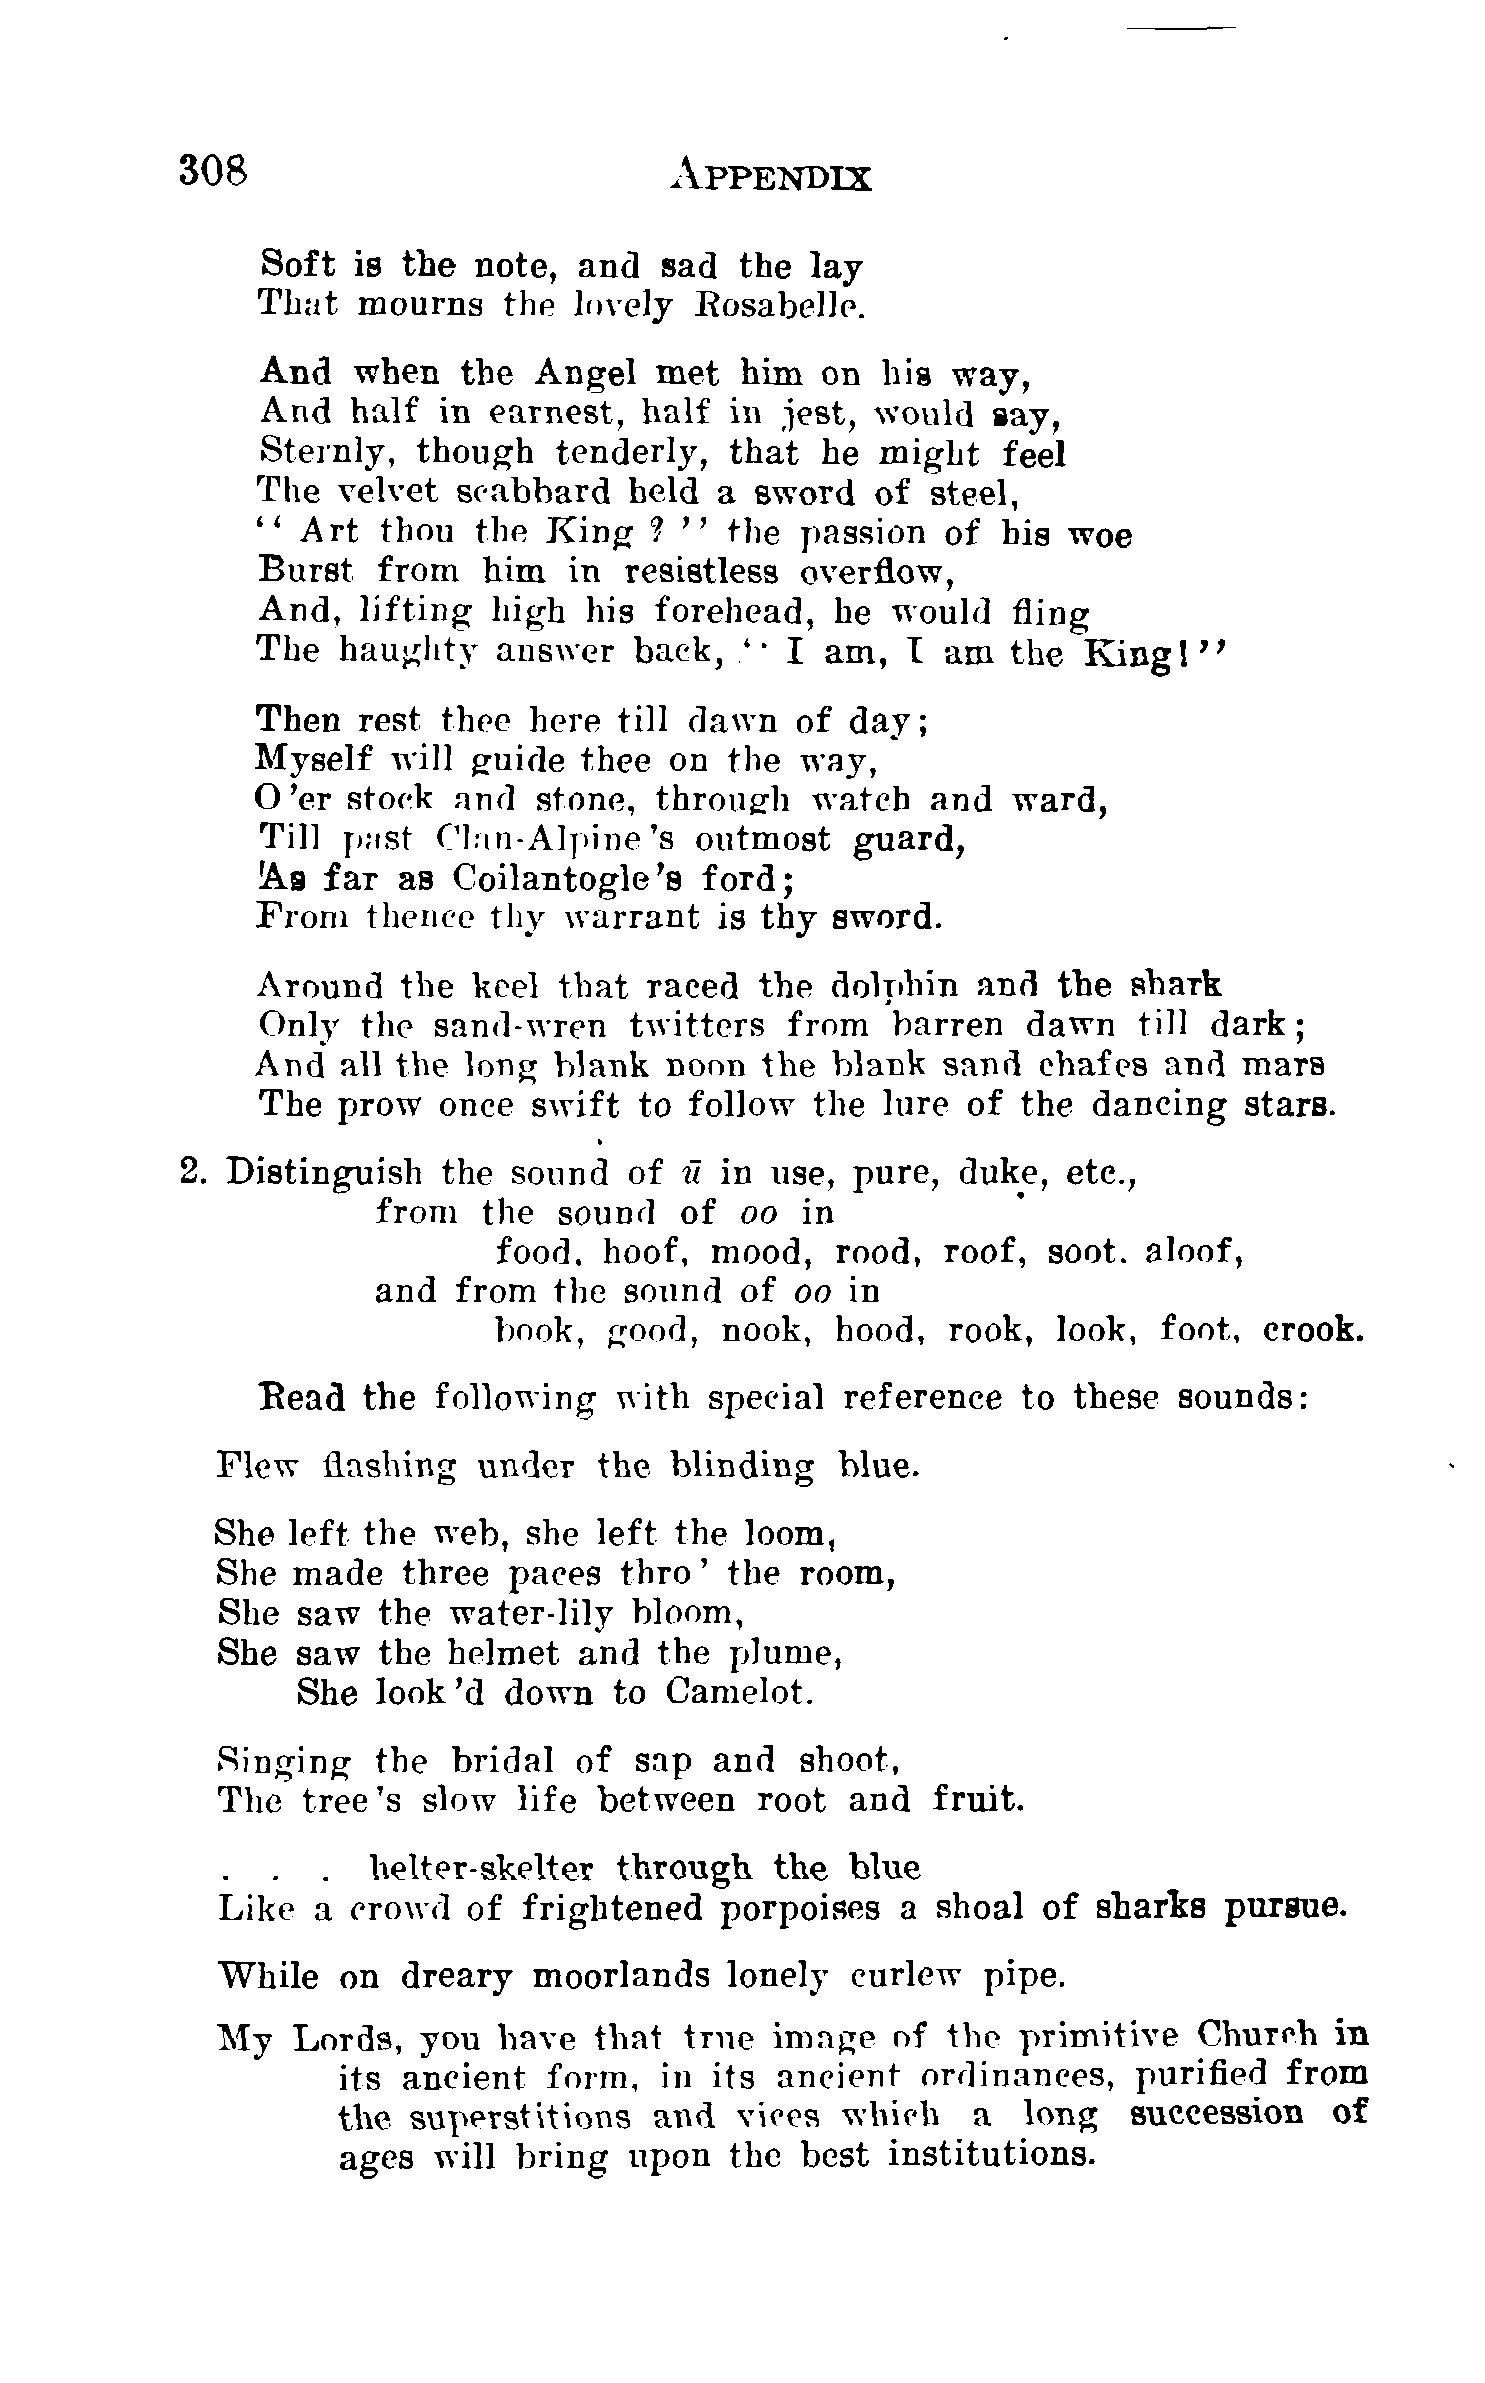 308 APPENDIX
Soft is the note, and sad the lay
That mourns the lovely Rosabelle.
And when the Angel met him on his way,
And half in earnest, half in jest, would say,
Sternly, though tenderly, that he might feel
The velvet scabbard held a sword of steel,
"Art thou the King?" the passion of his woe
Burst from him in resistless overflow,
And, lifting high his forehead, he would fling
The haughty answer back, "I am, I am the King!"
Then rest thee here till dawn of day;
Myself will guide thee on the way,
O'er stock and stone, through watch and ward,
Till past Clan-Alpine's outmost guard,
As far as Coilantogle's ford;
From thence thy warrant is thy sword.
Around the keel that raced the dolphin and the shark
Only the sand-wren twitters from barren dawn till dark;
And all the long blank noon the blank sand chafes and mars
The prow once swift to follow the lure of the dancing stars.
2. Distinguish the sound of ū in use, pure, duke, etc.,
from the sound of oo in
food, hoof, mood, rood, roof, soot. aloof,
and from the sound of oo in
book, good, nook, hood, rook, look, foot, crook.
Read the following with special reference to these sounds:
Flew flashing under the blinding blue.
She left the web, she left the loom,
She made three paces thro' the room,
She saw the water-lily bloom,
She saw the helmet and the plume,
She look'd down to Camelot.
Singing the bridal of sap and shoot,
The tree's slow life between root and fruit.
. . . helter-skelter through the blue
Like a crowd of frightened porpoises a shoal of sharks pursue.
While on dreary moorlands lonely curlew pipe.
My Lords, you have that true image of the primitive Church in
its ancient form, in its ancient ordinances, purified from
the superstitions and vices which a long succession of
ages will bring upon the best institutions.